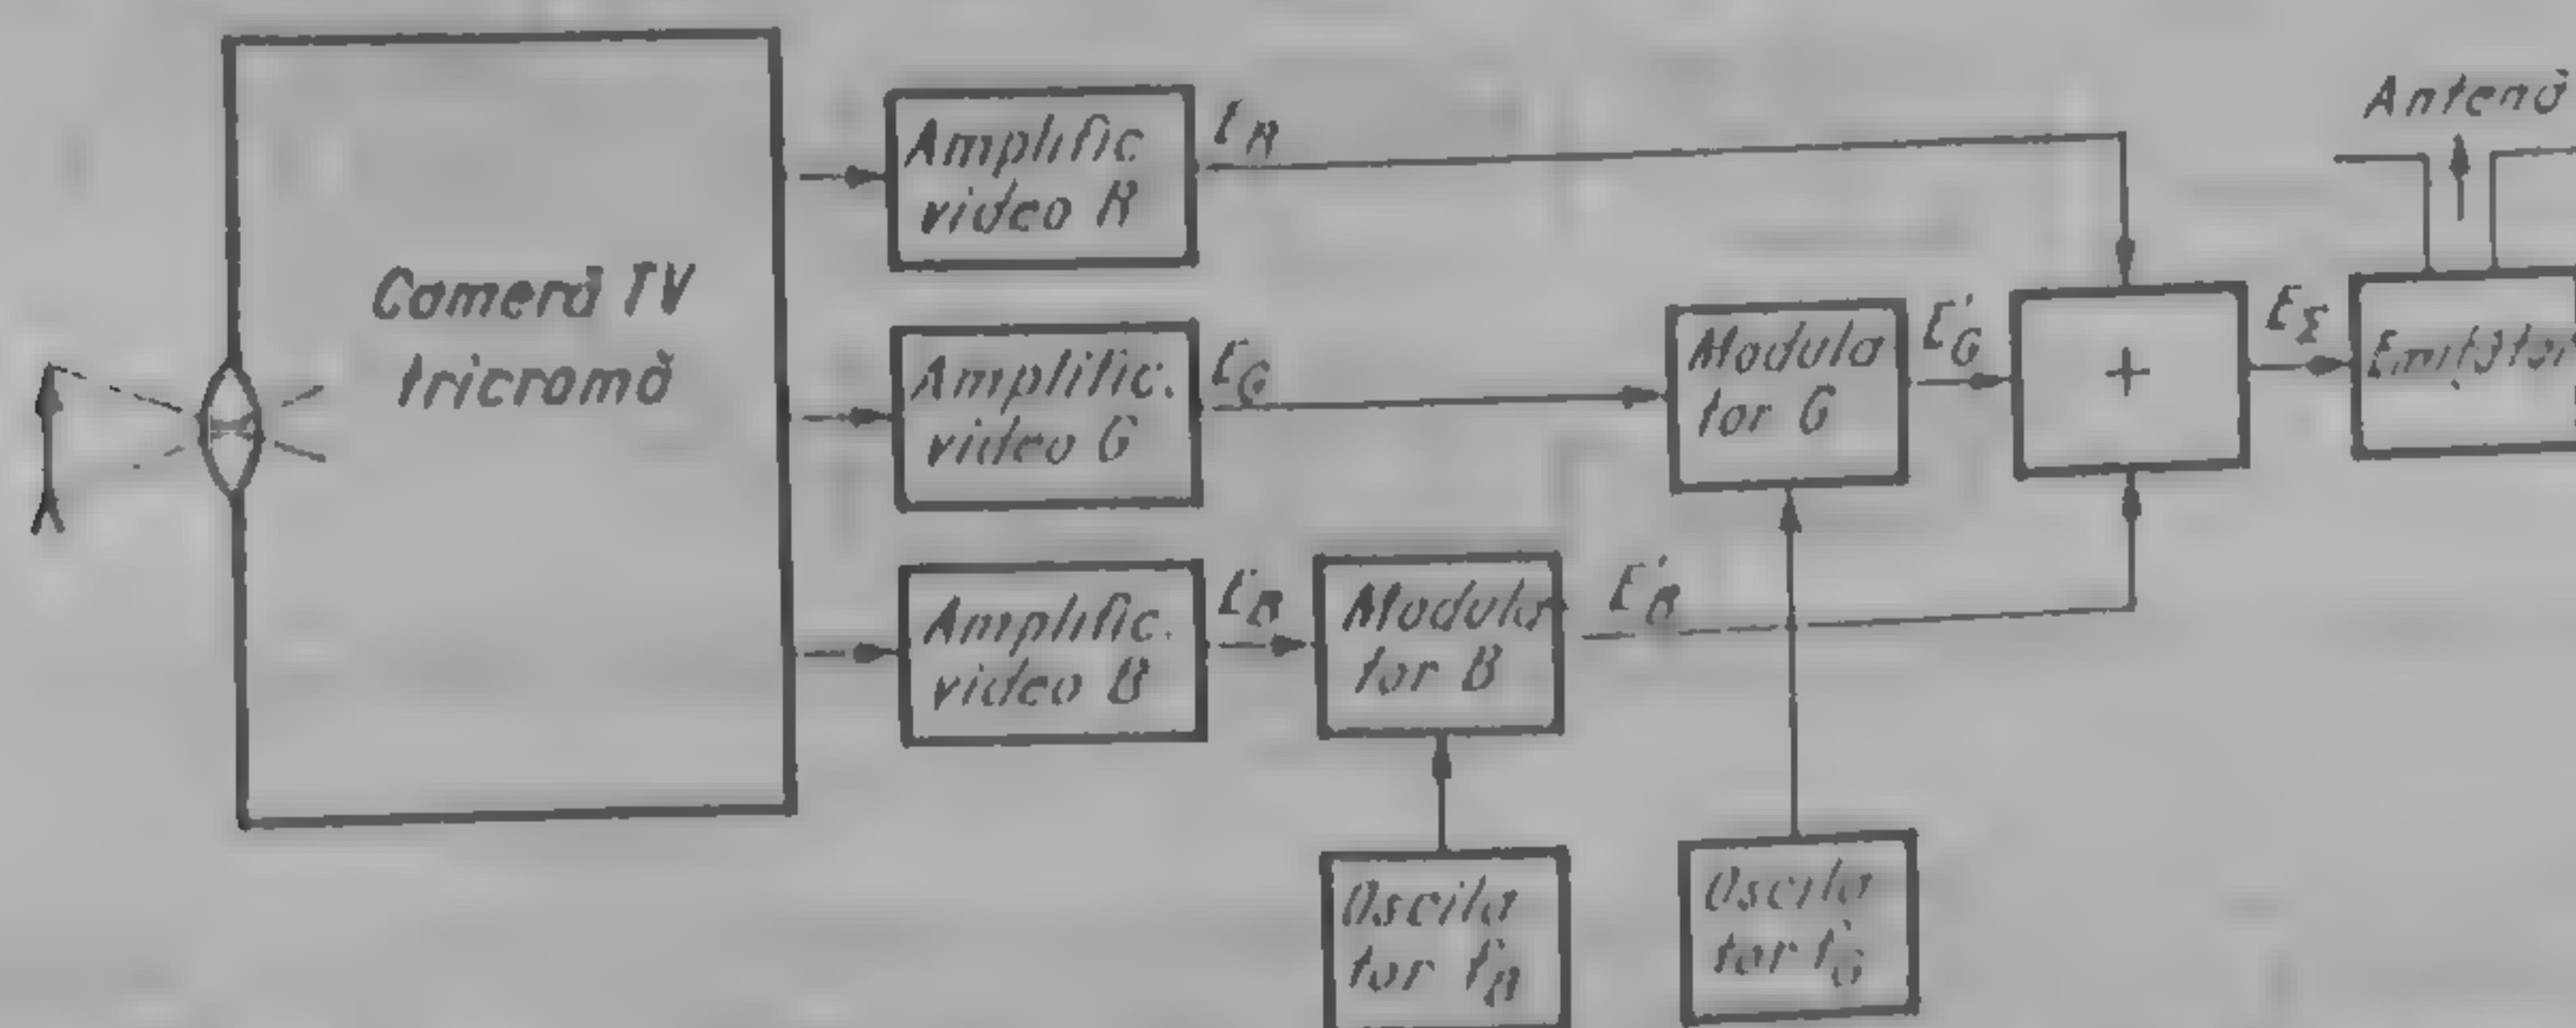 Cameră TV
tricromă
Amplific
video R
E_R
Amplific.
video G
E_G
Amplific.
video B
E_B
Modula
tor B
E'_B
Modula
tor G
E'_G
+
E_Σ
Emițător
Antenă
Oscila
tor f_B
Oscila
tor f_G